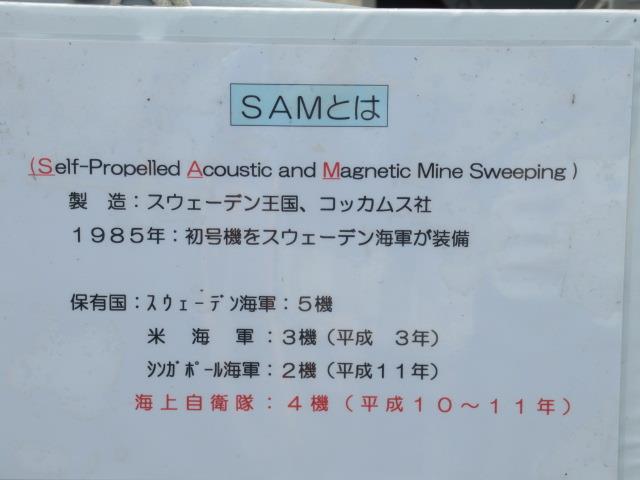 SAMとは
(Self-Propelled Acoustic and Magnetic Mine Sweeping )
製　造：スウェーデン王国、コッカムス社
１９８５年：初号機をスウェーデン海軍が装備
保有国：ｽｳｪｰﾃﾞﾝ海軍：５機
米　海　軍：３機（平成　３年）
ｼﾝｶﾞﾎﾟｰﾙ海軍：２機（平成１１年）
海上自衛隊：４機（平成１０～１１年）